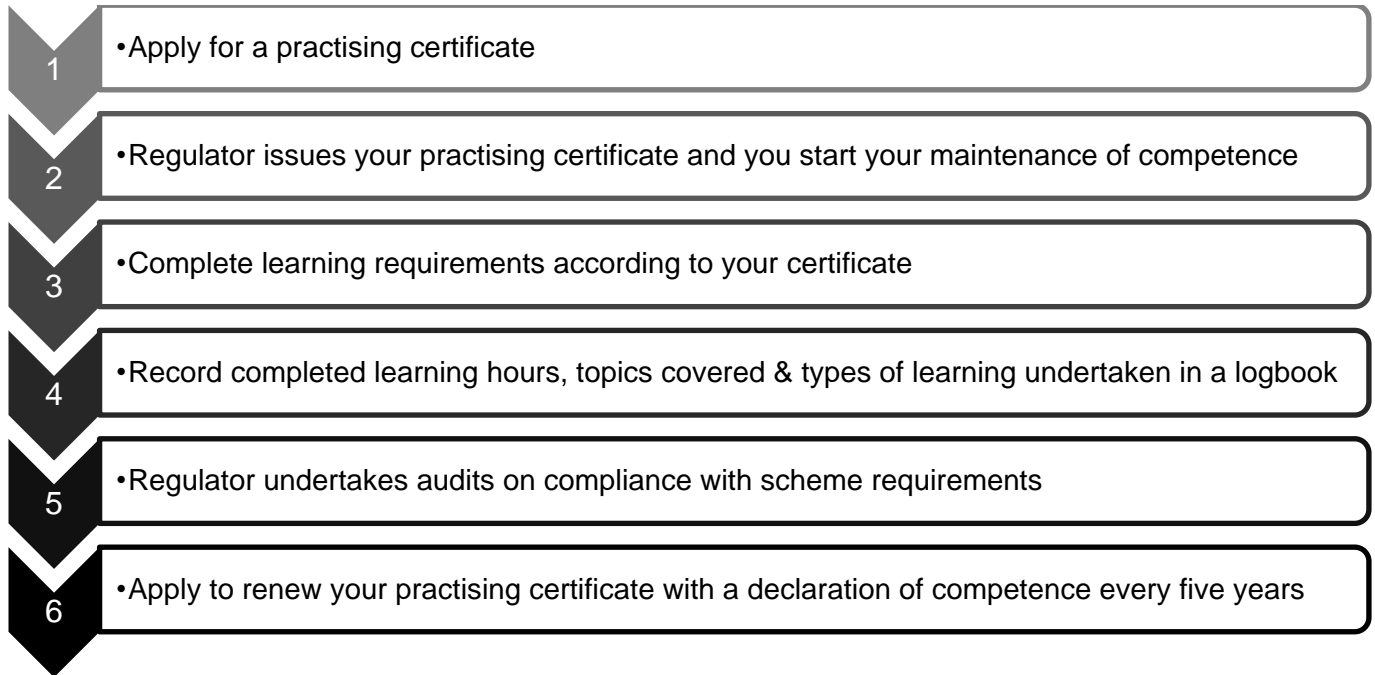 1
•Apply for a practising certificate
2
•Regulator issues your practising certificate and you start your maintenance of competence
3
•Complete learning requirements according to your certificate
4
•Record completed learning hours, topics covered & types of learning undertaken in a logbook
5
•Regulator undertakes audits on compliance with scheme requirements
6
•Apply to renew your practising certificate with a declaration of competence every five years